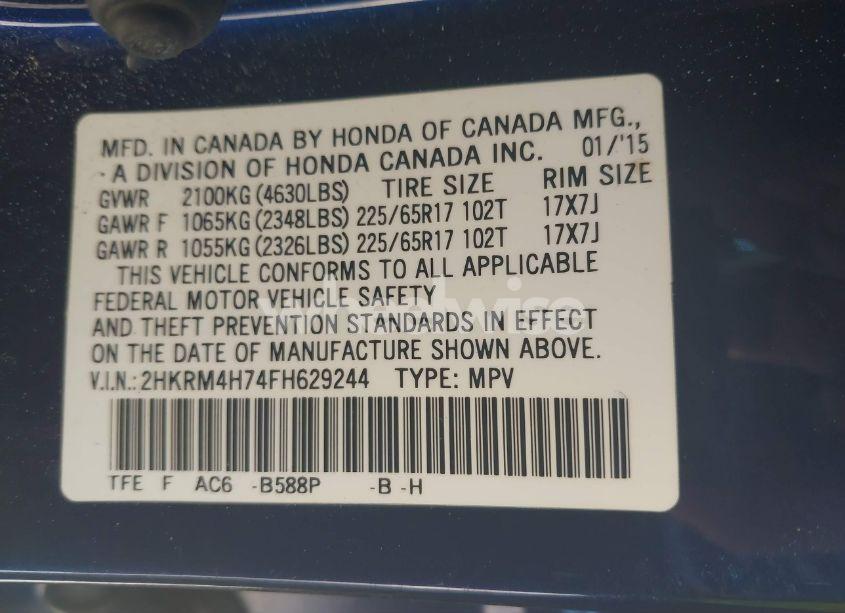 MFD. IN CANADA BY HONDA OF CANADA MFG.,
A DIVISION OF HONDA CANADA INC. 01/'15
GVWR 2100KG (4630LBS) TIRE SIZE RIM SIZE
GAWR F 1065KG (2348LBS) 225/65R17 102T 17X7J
GAWR R 1055KG (2326LBS) 225/65R17 102T 17X7J
THIS VEHICLE CONFORMS TO ALL APPLICABLE
FEDERAL MOTOR VEHICLE SAFETY
AND THEFT PREVENTION STANDARDS IN EFFECT
ON THE DATE OF MANUFACTURE SHOWN ABOVE.
V.I.N.: 2HKRM4H74FH629244 TYPE: MPV
TFE F AC6 -B588P -B -H